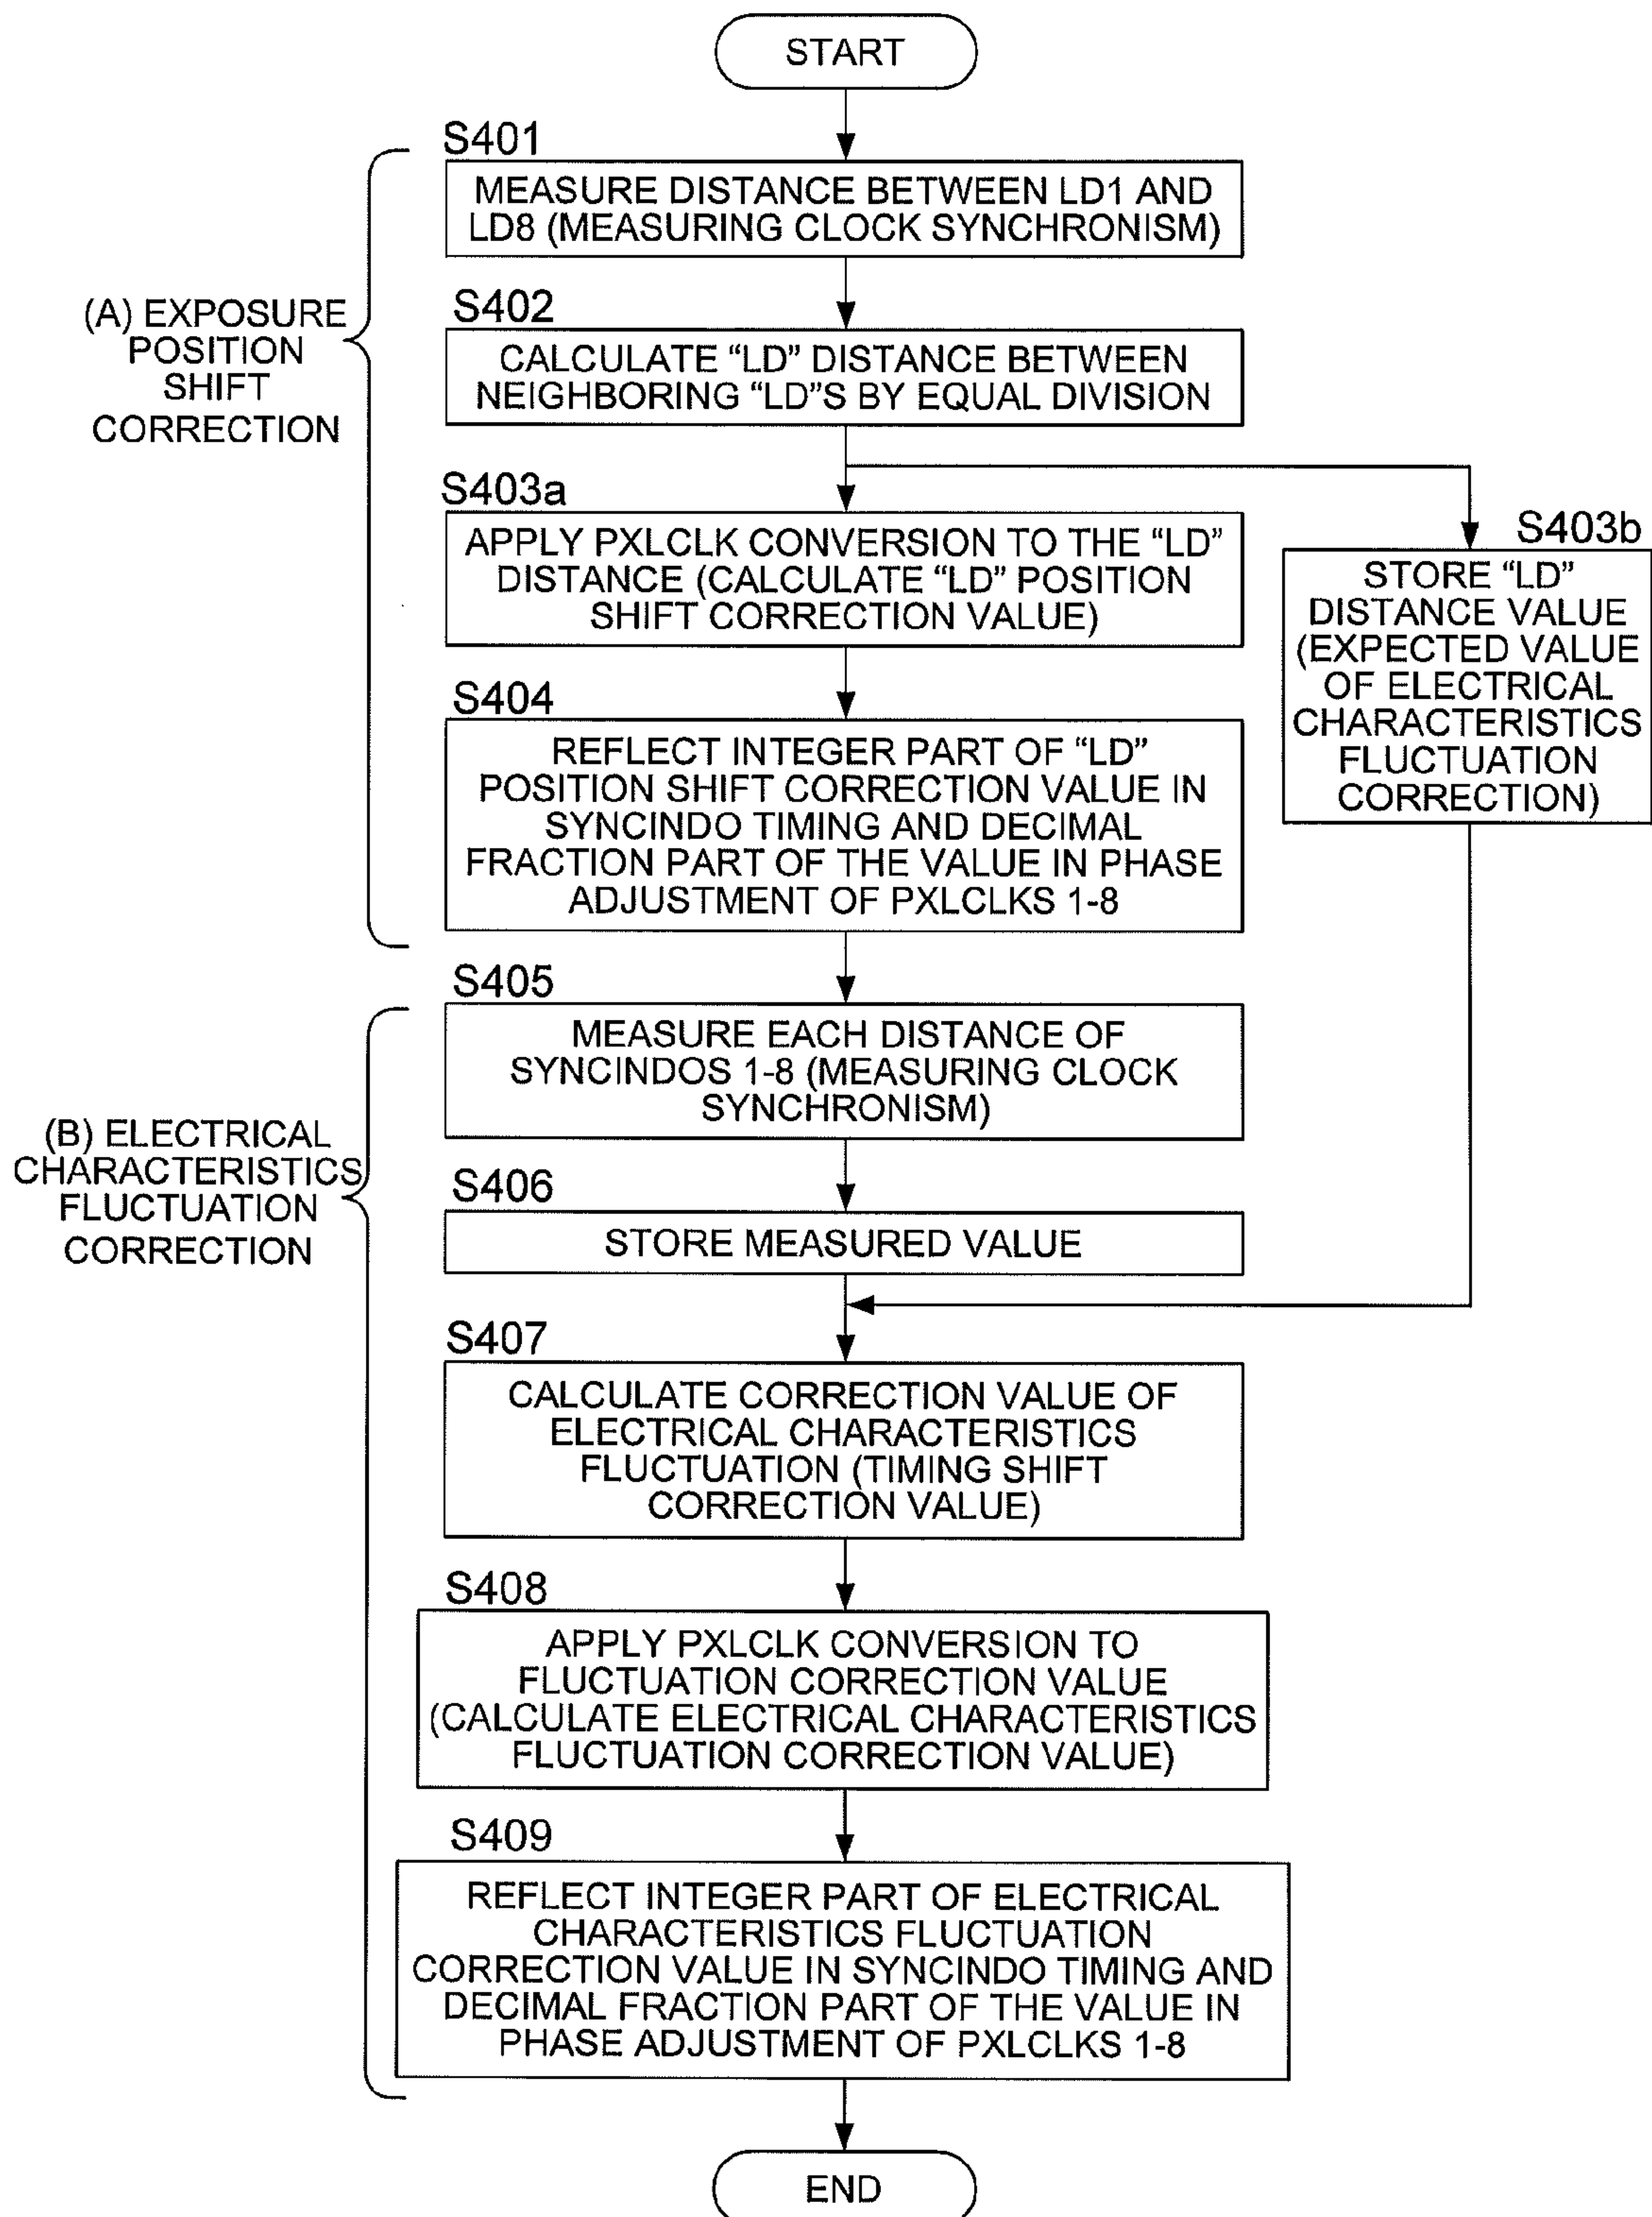 START
S401
MEASURE DISTANCE BETWEEN LD1 AND
LD8 (MEASURING CLOCK SYNCHRONISM)
(A) EXPOSURE
POSITION
SHIFT
CORRECTION
S402
CALCULATE “LD” DISTANCE BETWEEN
NEIGHBORING “LD”S BY EQUAL DIVISION
S403a
APPLY PXLCLK CONVERSION TO THE “LD”
DISTANCE (CALCULATE “LD” POSITION
SHIFT CORRECTION VALUE)
S403b
STORE “LD”
DISTANCE VALUE
(EXPECTED VALUE
OF ELECTRICAL
CHARACTERISTICS
FLUCTUATION
CORRECTION)
S404
REFLECT INTEGER PART OF “LD”
POSITION SHIFT CORRECTION VALUE IN
SYNCINDO TIMING AND DECIMAL
FRACTION PART OF THE VALUE IN PHASE
ADJUSTMENT OF PXLCLKS 1-8
S405
MEASURE EACH DISTANCE OF
SYNCINDOS 1-8 (MEASURING CLOCK
SYNCHRONISM)
(B) ELECTRICAL
CHARACTERISTICS
FLUCTUATION
CORRECTION
S406
STORE MEASURED VALUE
S407
CALCULATE CORRECTION VALUE OF
ELECTRICAL CHARACTERISTICS
FLUCTUATION (TIMING SHIFT
CORRECTION VALUE)
S408
APPLY PXLCLK CONVERSION TO
FLUCTUATION CORRECTION VALUE
(CALCULATE ELECTRICAL CHARACTERISTICS
FLUCTUATION CORRECTION VALUE)
S409
REFLECT INTEGER PART OF ELECTRICAL
CHARACTERISTICS FLUCTUATION
CORRECTION VALUE IN SYNCINDO TIMING AND
DECIMAL FRACTION PART OF THE VALUE IN
PHASE ADJUSTMENT OF PXLCLKS 1-8
END